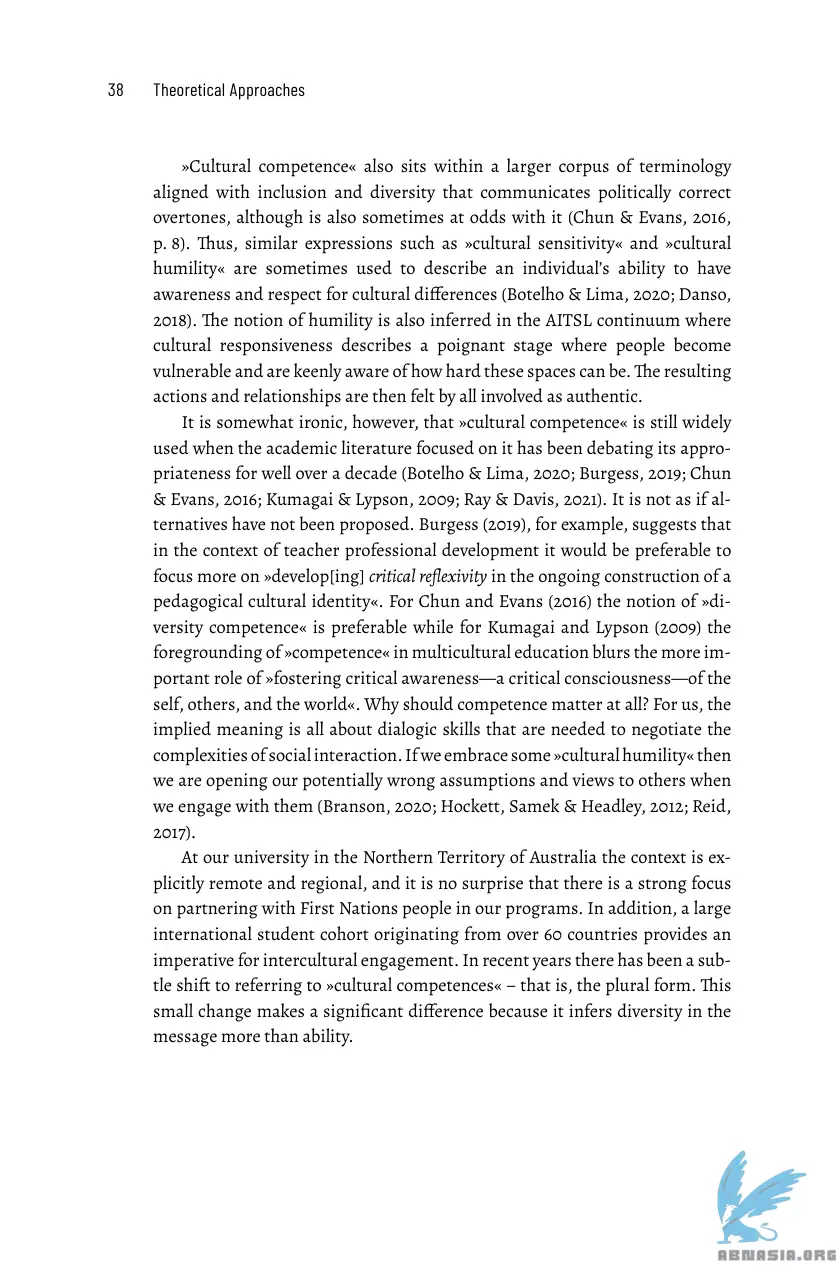 38 Theoretical Approaches
»Cultural competence« also sits within a larger corpus of terminology
aligned with inclusion and diversity that communicates politically correct
overtones, although is also sometimes at odds with it (Chun & Evans, 2016,
p. 8). Thus, similar expressions such as »cultural sensitivity« and »cultural
humility« are sometimes used to describe an individual’s ability to have
awareness and respect for cultural differences (Botelho & Lima, 2020; Danso,
2018). The notion of humility is also inferred in the AITSL continuum where
cultural responsiveness describes a poignant stage where people become
vulnerable and are keenly aware of how hard these spaces can be. The resulting
actions and relationships are then felt by all involved as authentic.
It is somewhat ironic, however, that »cultural competence« is still widely
used when the academic literature focused on it has been debating its appro-
priateness for well over a decade (Botelho & Lima, 2020; Burgess, 2019; Chun
& Evans, 2016; Kumagai & Lypson, 2009; Ray & Davis, 2021). It is not as if al-
ternatives have not been proposed. Burgess (2019), for example, suggests that
in the context of teacher professional development it would be preferable to
focus more on »develop[ing] critical reflexivity in the ongoing construction of a
pedagogical cultural identity«. For Chun and Evans (2016) the notion of »di-
versity competence« is preferable while for Kumagai and Lypson (2009) the
foregrounding of »competence« in multicultural education blurs the more im-
portant role of »fostering critical awareness—a critical consciousness—of the
self, others, and the world«. Why should competence matter at all? For us, the
implied meaning is all about dialogic skills that are needed to negotiate the
complexities of social interaction. If we embrace some »cultural humility« then
we are opening our potentially wrong assumptions and views to others when
we engage with them (Branson, 2020; Hockett, Samek & Headley, 2012; Reid,
2017).
At our university in the Northern Territory of Australia the context is ex-
plicitly remote and regional, and it is no surprise that there is a strong focus
on partnering with First Nations people in our programs. In addition, a large
international student cohort originating from over 60 countries provides an
imperative for intercultural engagement. In recent years there has been a sub-
tle shift to referring to »cultural competences« – that is, the plural form. This
small change makes a significant difference because it infers diversity in the
message more than ability.
ABNASIA.ORG